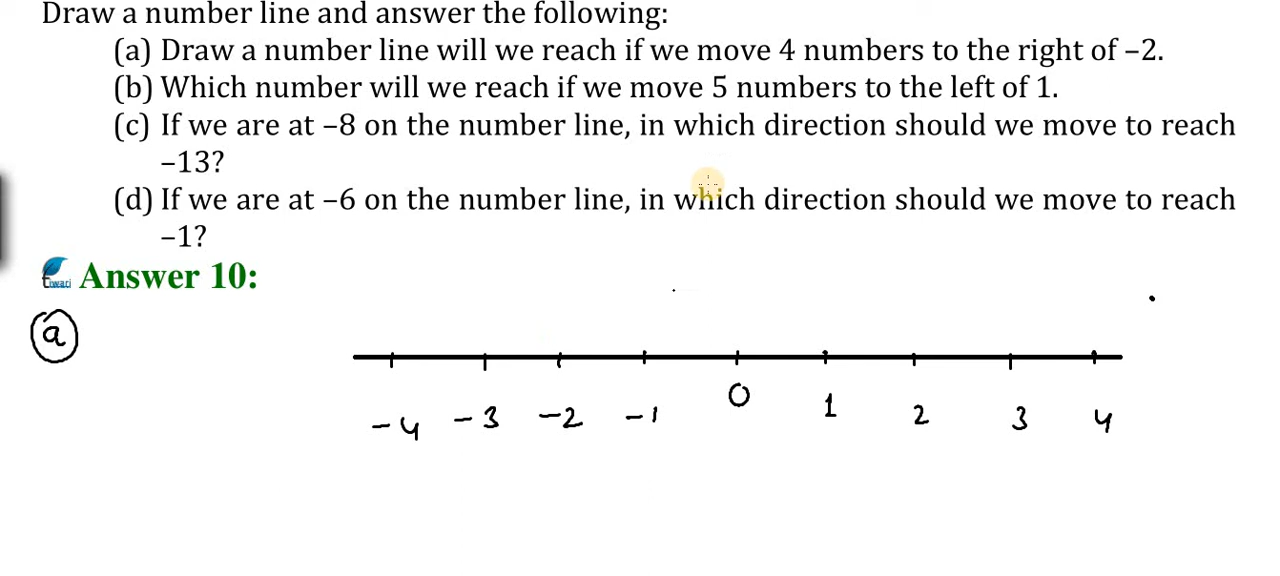 Draw a number line and answer the following:
(a) Draw a number line will we reach if we move 4 numbers to the right of –2.
(b) Which number will we reach if we move 5 numbers to the left of 1.
(c) If we are at –8 on the number line, in which direction should we move to reach
–13?
(d) If we are at –6 on the number line, in which direction should we move to reach
–1?
Tiwari Answer 10:
a
-4 -3 -2 -1 0 1 2 3 4